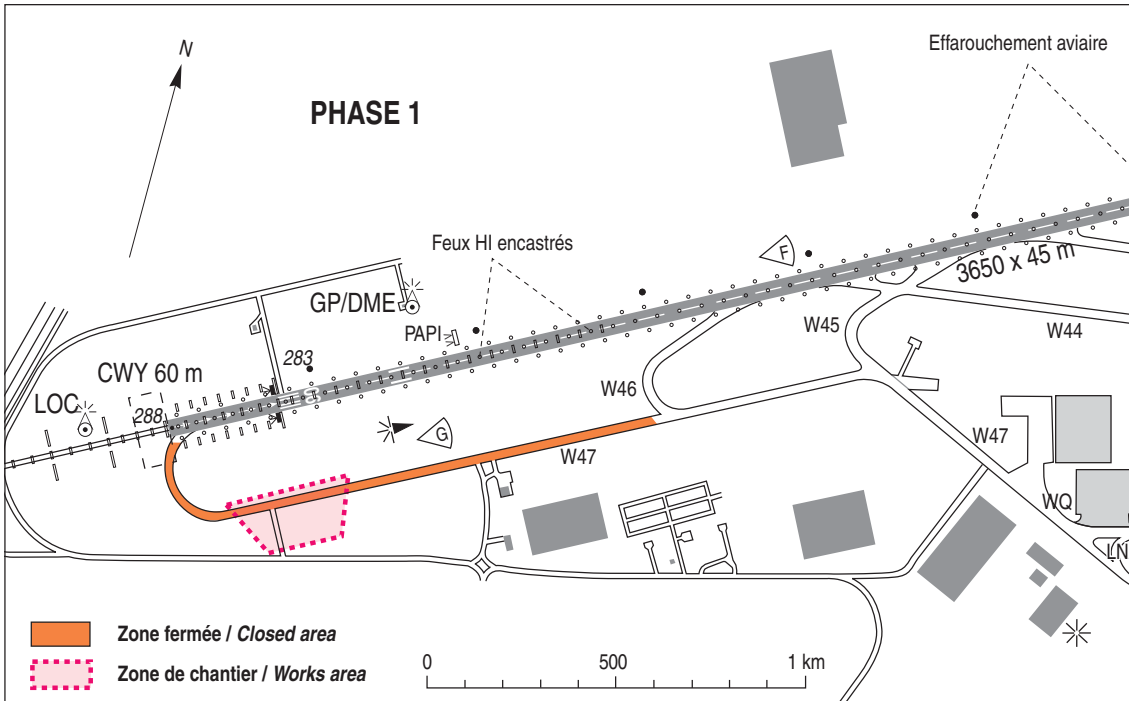 N
Effarouchement aviaire
PHASE 1
F
Feux HI encastrés
3650 x 45 m
GP/DME
PAPI
W45
W44
283
CWY 60 m
W46
LOC
288
G
W47
W47
WQ
LN
Zone fermée / Closed area
Zone de chantier / Works area
0 500 1 km